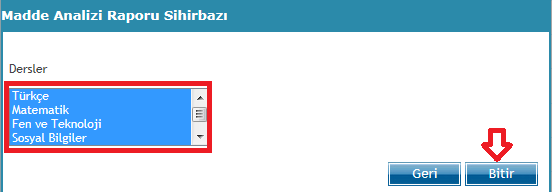 Madde Analizi Raporu Sihirbazı
Dersler
Türkçe
Matematik
Fen ve Teknoloji
Sosyal Bilgiler
Geri Bitir